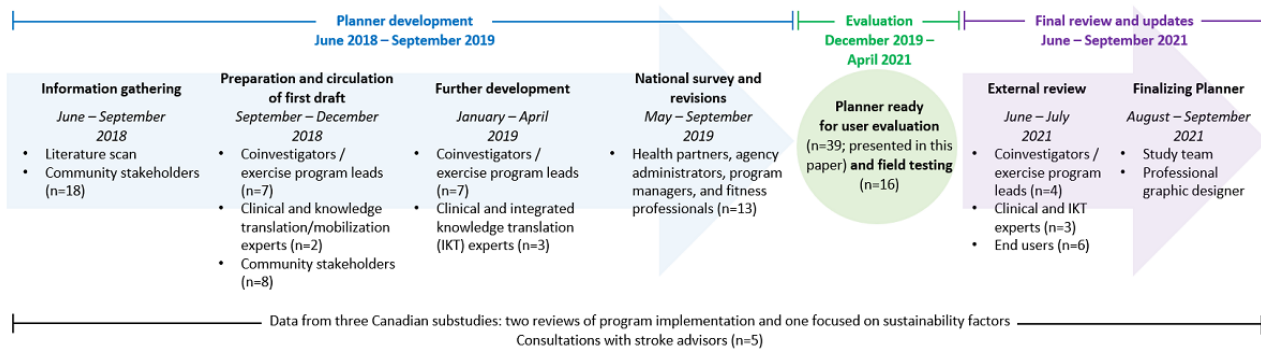 Planner development
June 2018 – September 2019
Evaluation
December 2019 –
April 2021
Final review and updates
June – September 2021
Information gathering
June – September
2018
• Literature scan
• Community stakeholders
(n=18)
Preparation and circulation
of first draft
September – December
2018
• Coinvestigators /
exercise program leads
(n=7)
• Clinical and knowledge
translation/mobilization
experts (n=2)
• Community stakeholders
(n=8)
Further development
January – April
2019
• Coinvestigators /
exercise program leads
(n=7)
• Clinical and integrated
knowledge translation
(IKT) experts (n=3)
National survey and
revisions
May – September
2019
• Health partners, agency
administrators, program
managers, and fitness
professionals (n=13)
Planner ready
for user evaluation
(n=39; presented in this
paper) and field testing
(n=16)
External review
June – July
2021
• Coinvestigators /
exercise program
leads (n=4)
• Clinical and IKT
experts (n=3)
• End users (n=6)
Finalizing Planner
August – September
2021
• Study team
• Professional
graphic designer
Data from three Canadian substudies: two reviews of program implementation and one focused on sustainability factors
Consultations with stroke advisors (n=5)